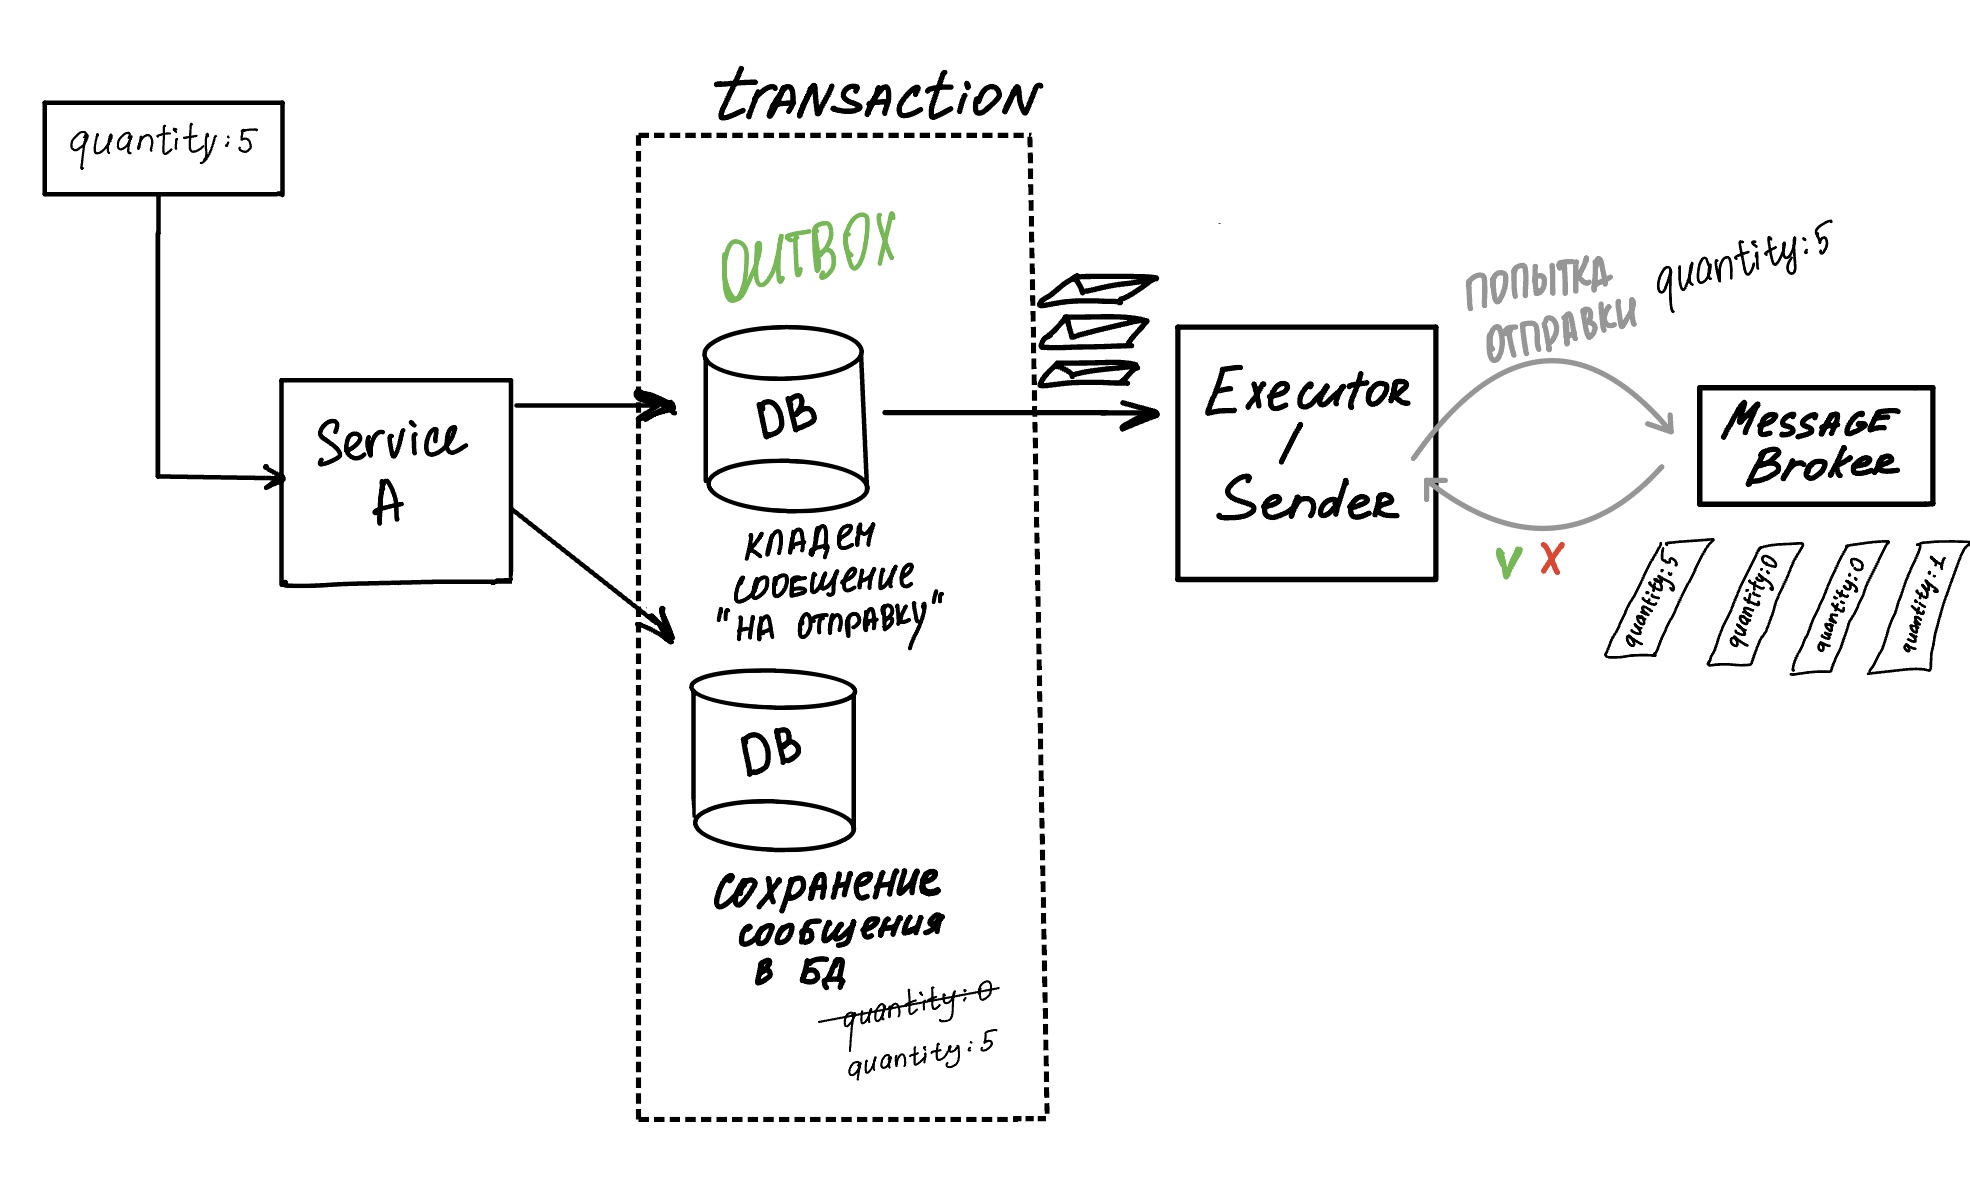 transaction
quantity:5
OUTBOX
Service
A
DB
КЛАДЕМ
СООБЩЕНИЕ
"НА ОТПРАВКУ"
DB
СОХРАНЕНИЕ
СООБЩЕНИЯ
В БД
quantity:0
quantity:5
Executor
/
Sender
ПОПЫТКА
ОТПРАВКИ
quantity:5
Message
Broker
V X
quantity:5
quantity:0
quantity:0
quantity:1